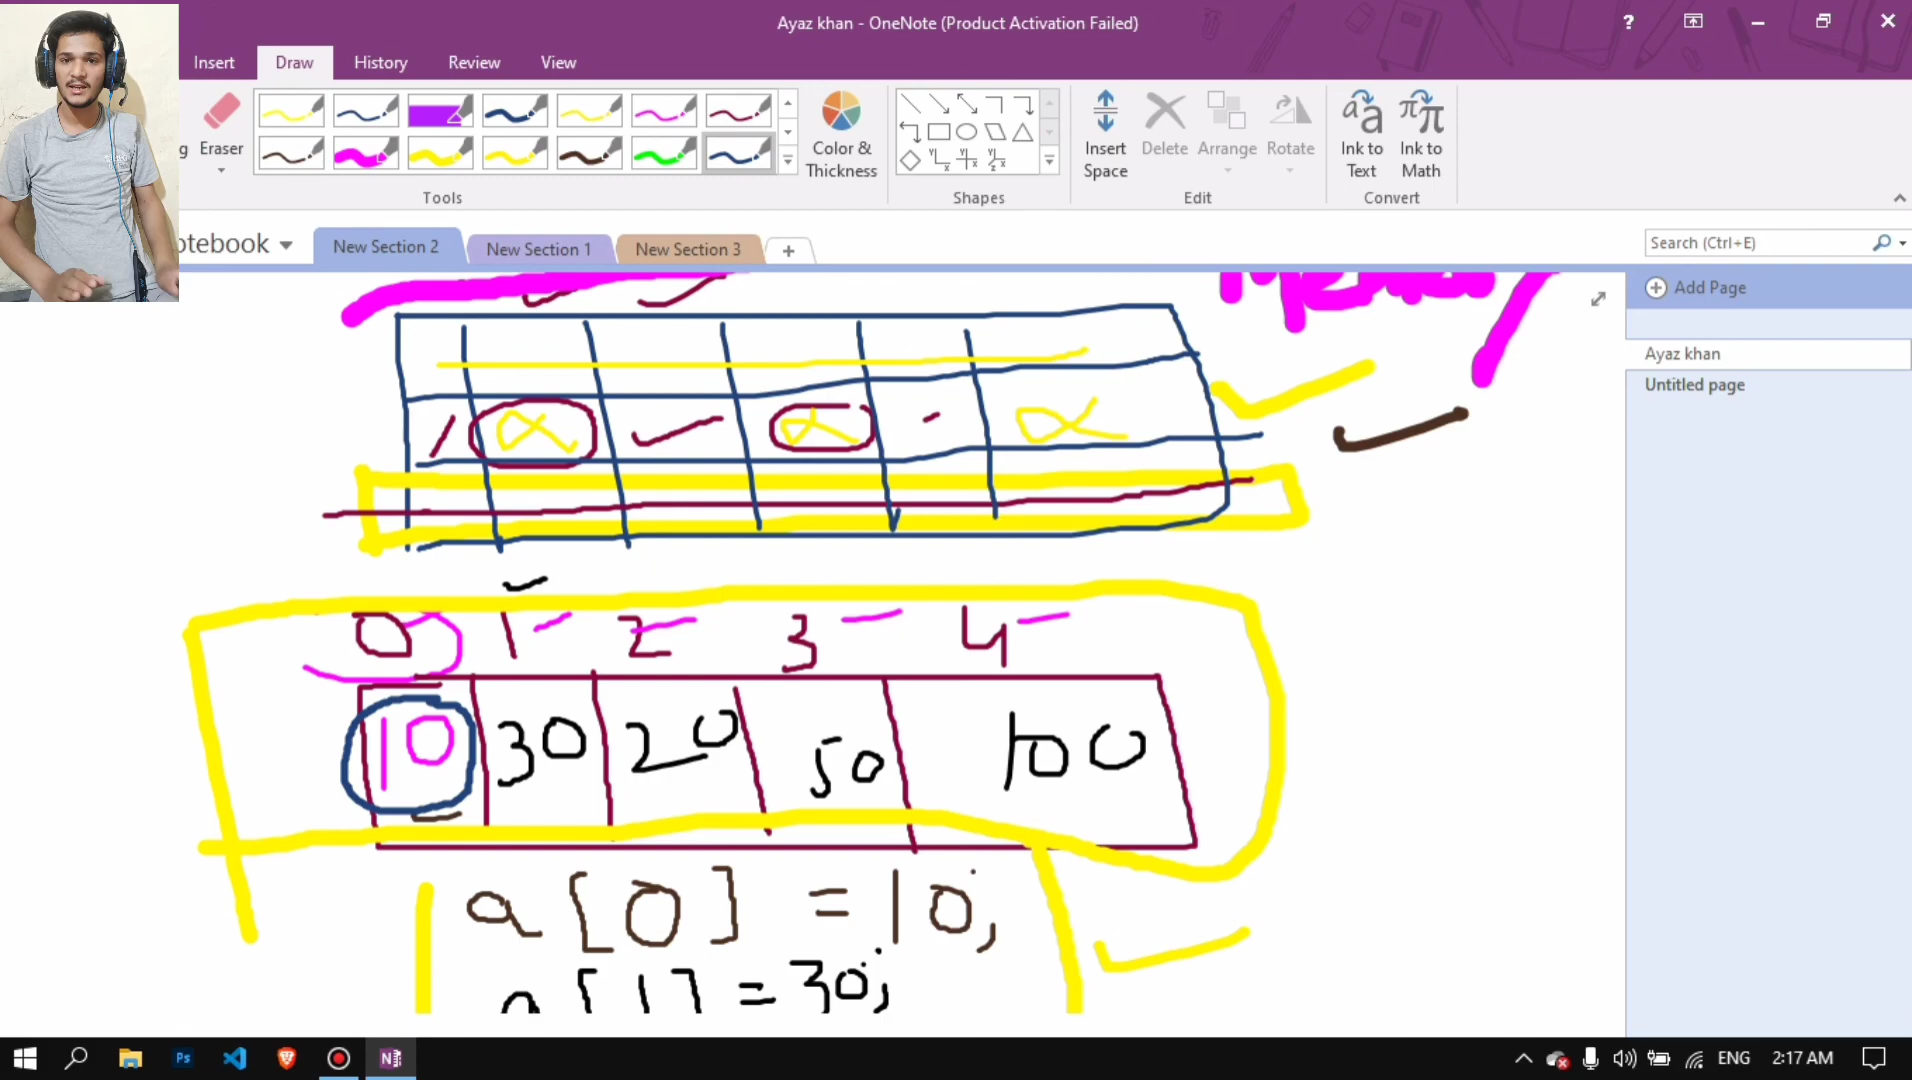 Ayaz khan - OneNote (Product Activation Failed)
Insert Draw History Review View
Eraser
Color & Thickness
Insert Space
Delete Arrange Rotate
Ink to Text
Ink to Math
Tools Shapes Edit Convert
otebook New Section 2 New Section 1 New Section 3
Search (Ctrl+E)
Add Page
Ayaz khan
Untitled page
0 1 2 3 4
10 30 20 50 100
a[0] = 10;
a[1] = 30;
Ps
N
ENG 2:17 AM